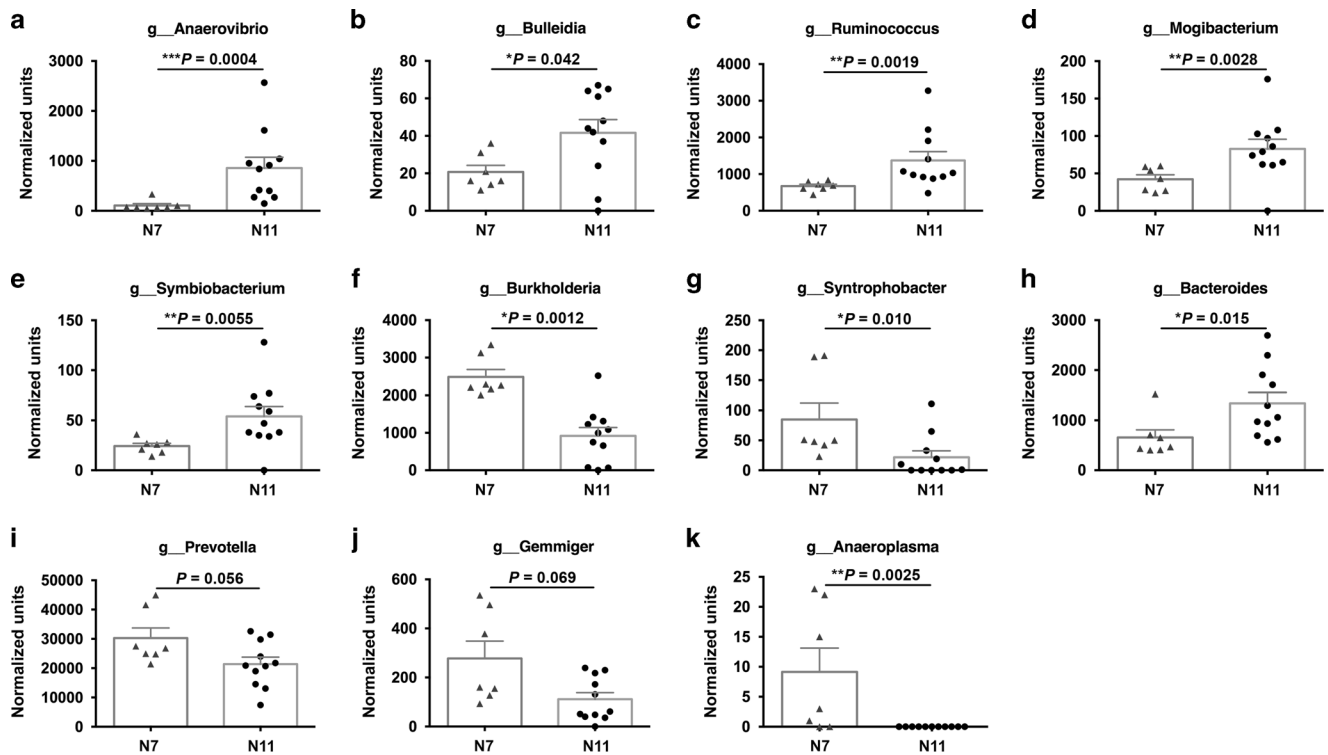 a
g__Anaerovibrio
***P = 0.0004
Normalized units
3000
2000
1000
0
N7 N11
b
g__Bulleidia
*P = 0.042
Normalized units
60
40
20
0
80
N7 N11
c
g__Ruminococcus
**P = 0.0019
Normalized units
4000
3000
2000
1000
0
N7 N11
d
g__Mogibacterium
**P = 0.0028
Normalized units
200
150
100
50
0
N7 N11
e
g__Symbiobacterium
**P = 0.0055
Normalized units
150
100
50
0
N7 N11
f
g__Burkholderia
*P = 0.0012
Normalized units
4000
3000
2000
1000
0
N7 N11
g
g__Syntrophobacter
*P = 0.010
Normalized units
250
200
150
100
50
0
N7 N11
h
g__Bacteroides
*P = 0.015
Normalized units
3000
2000
1000
0
N7 N11
i
g__Prevotella
P = 0.056
Normalized units
50000
40000
30000
20000
10000
0
N7 N11
j
g__Gemmiger
P = 0.069
Normalized units
600
400
200
0
N7 N11
k
g__Anaeroplasma
**P = 0.0025
Normalized units
25
20
15
10
5
0
N7 N11